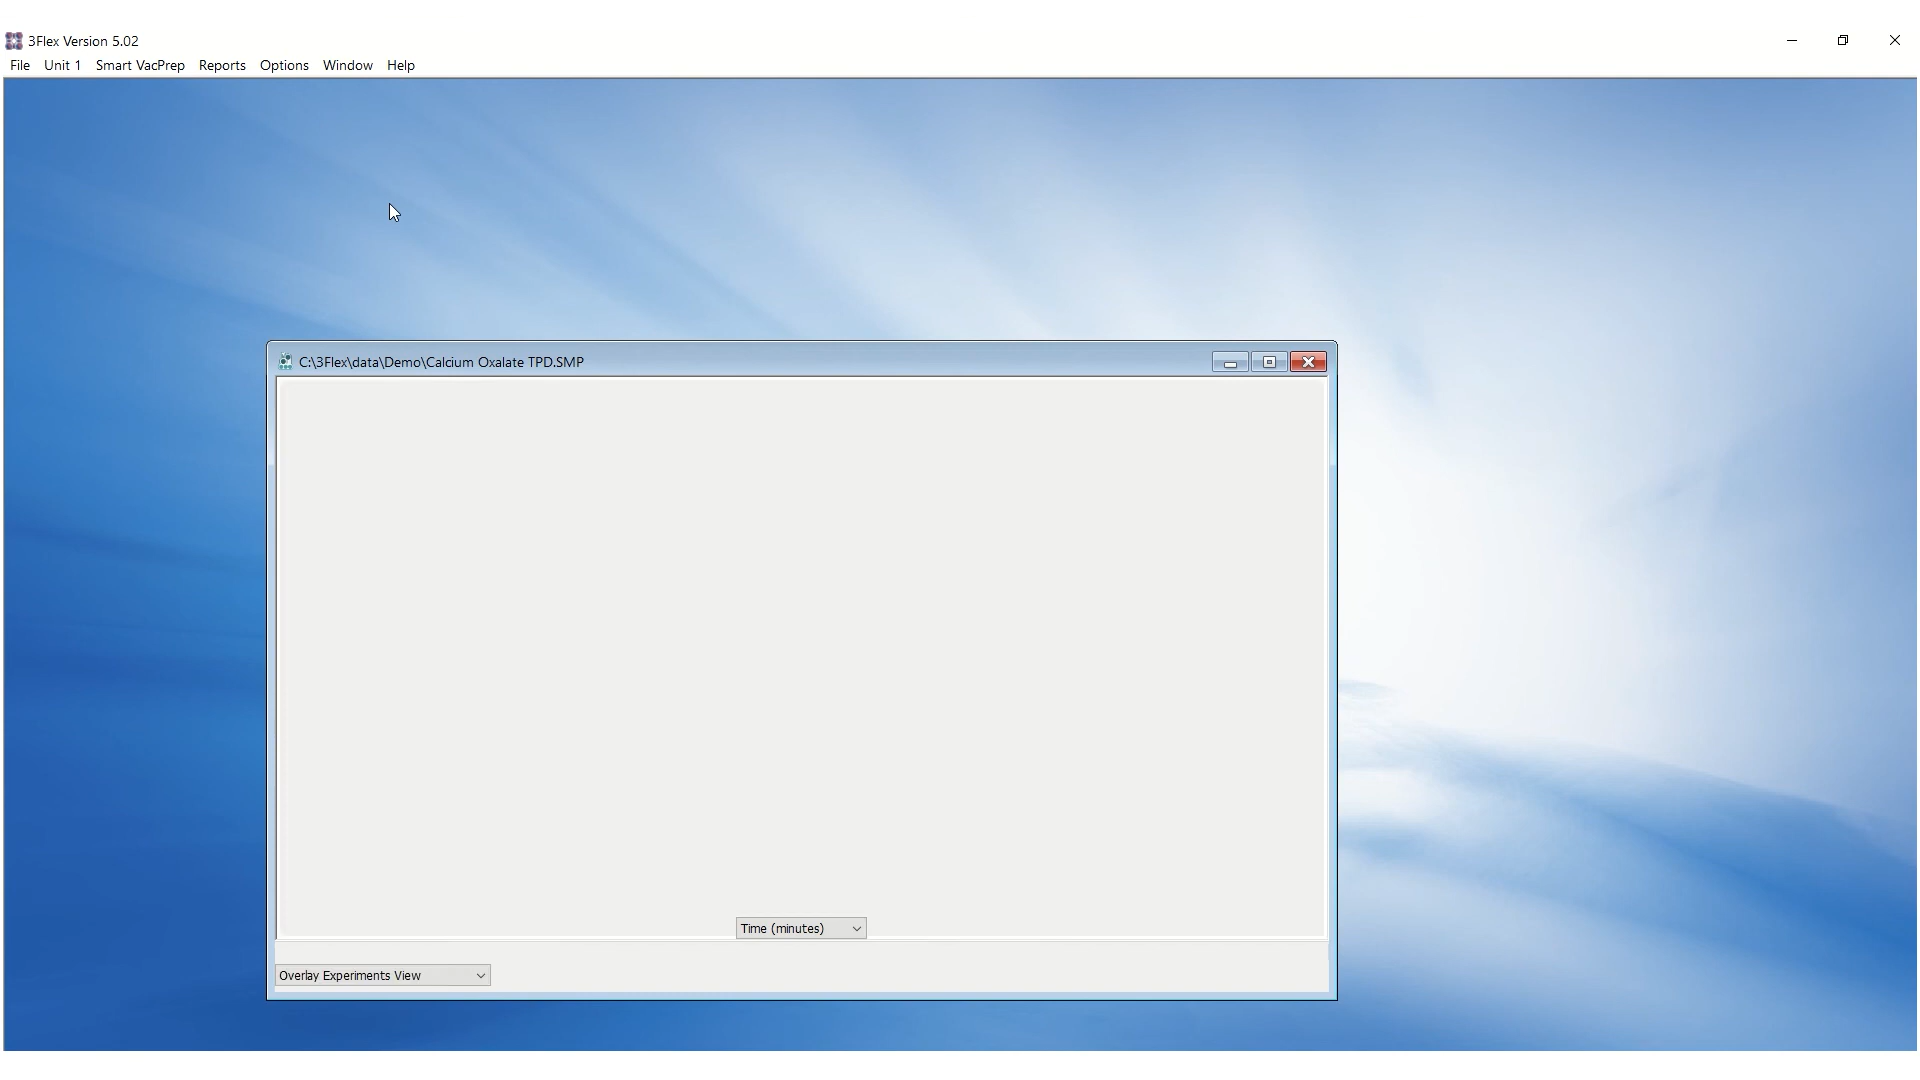 3Flex Version 5.02
File Unit 1 Smart VacPrep Reports Options Window Help
C:\3Flex\data\Demo\Calcium Oxalate TPD.SMP
Time (minutes)
Overlay Experiments View